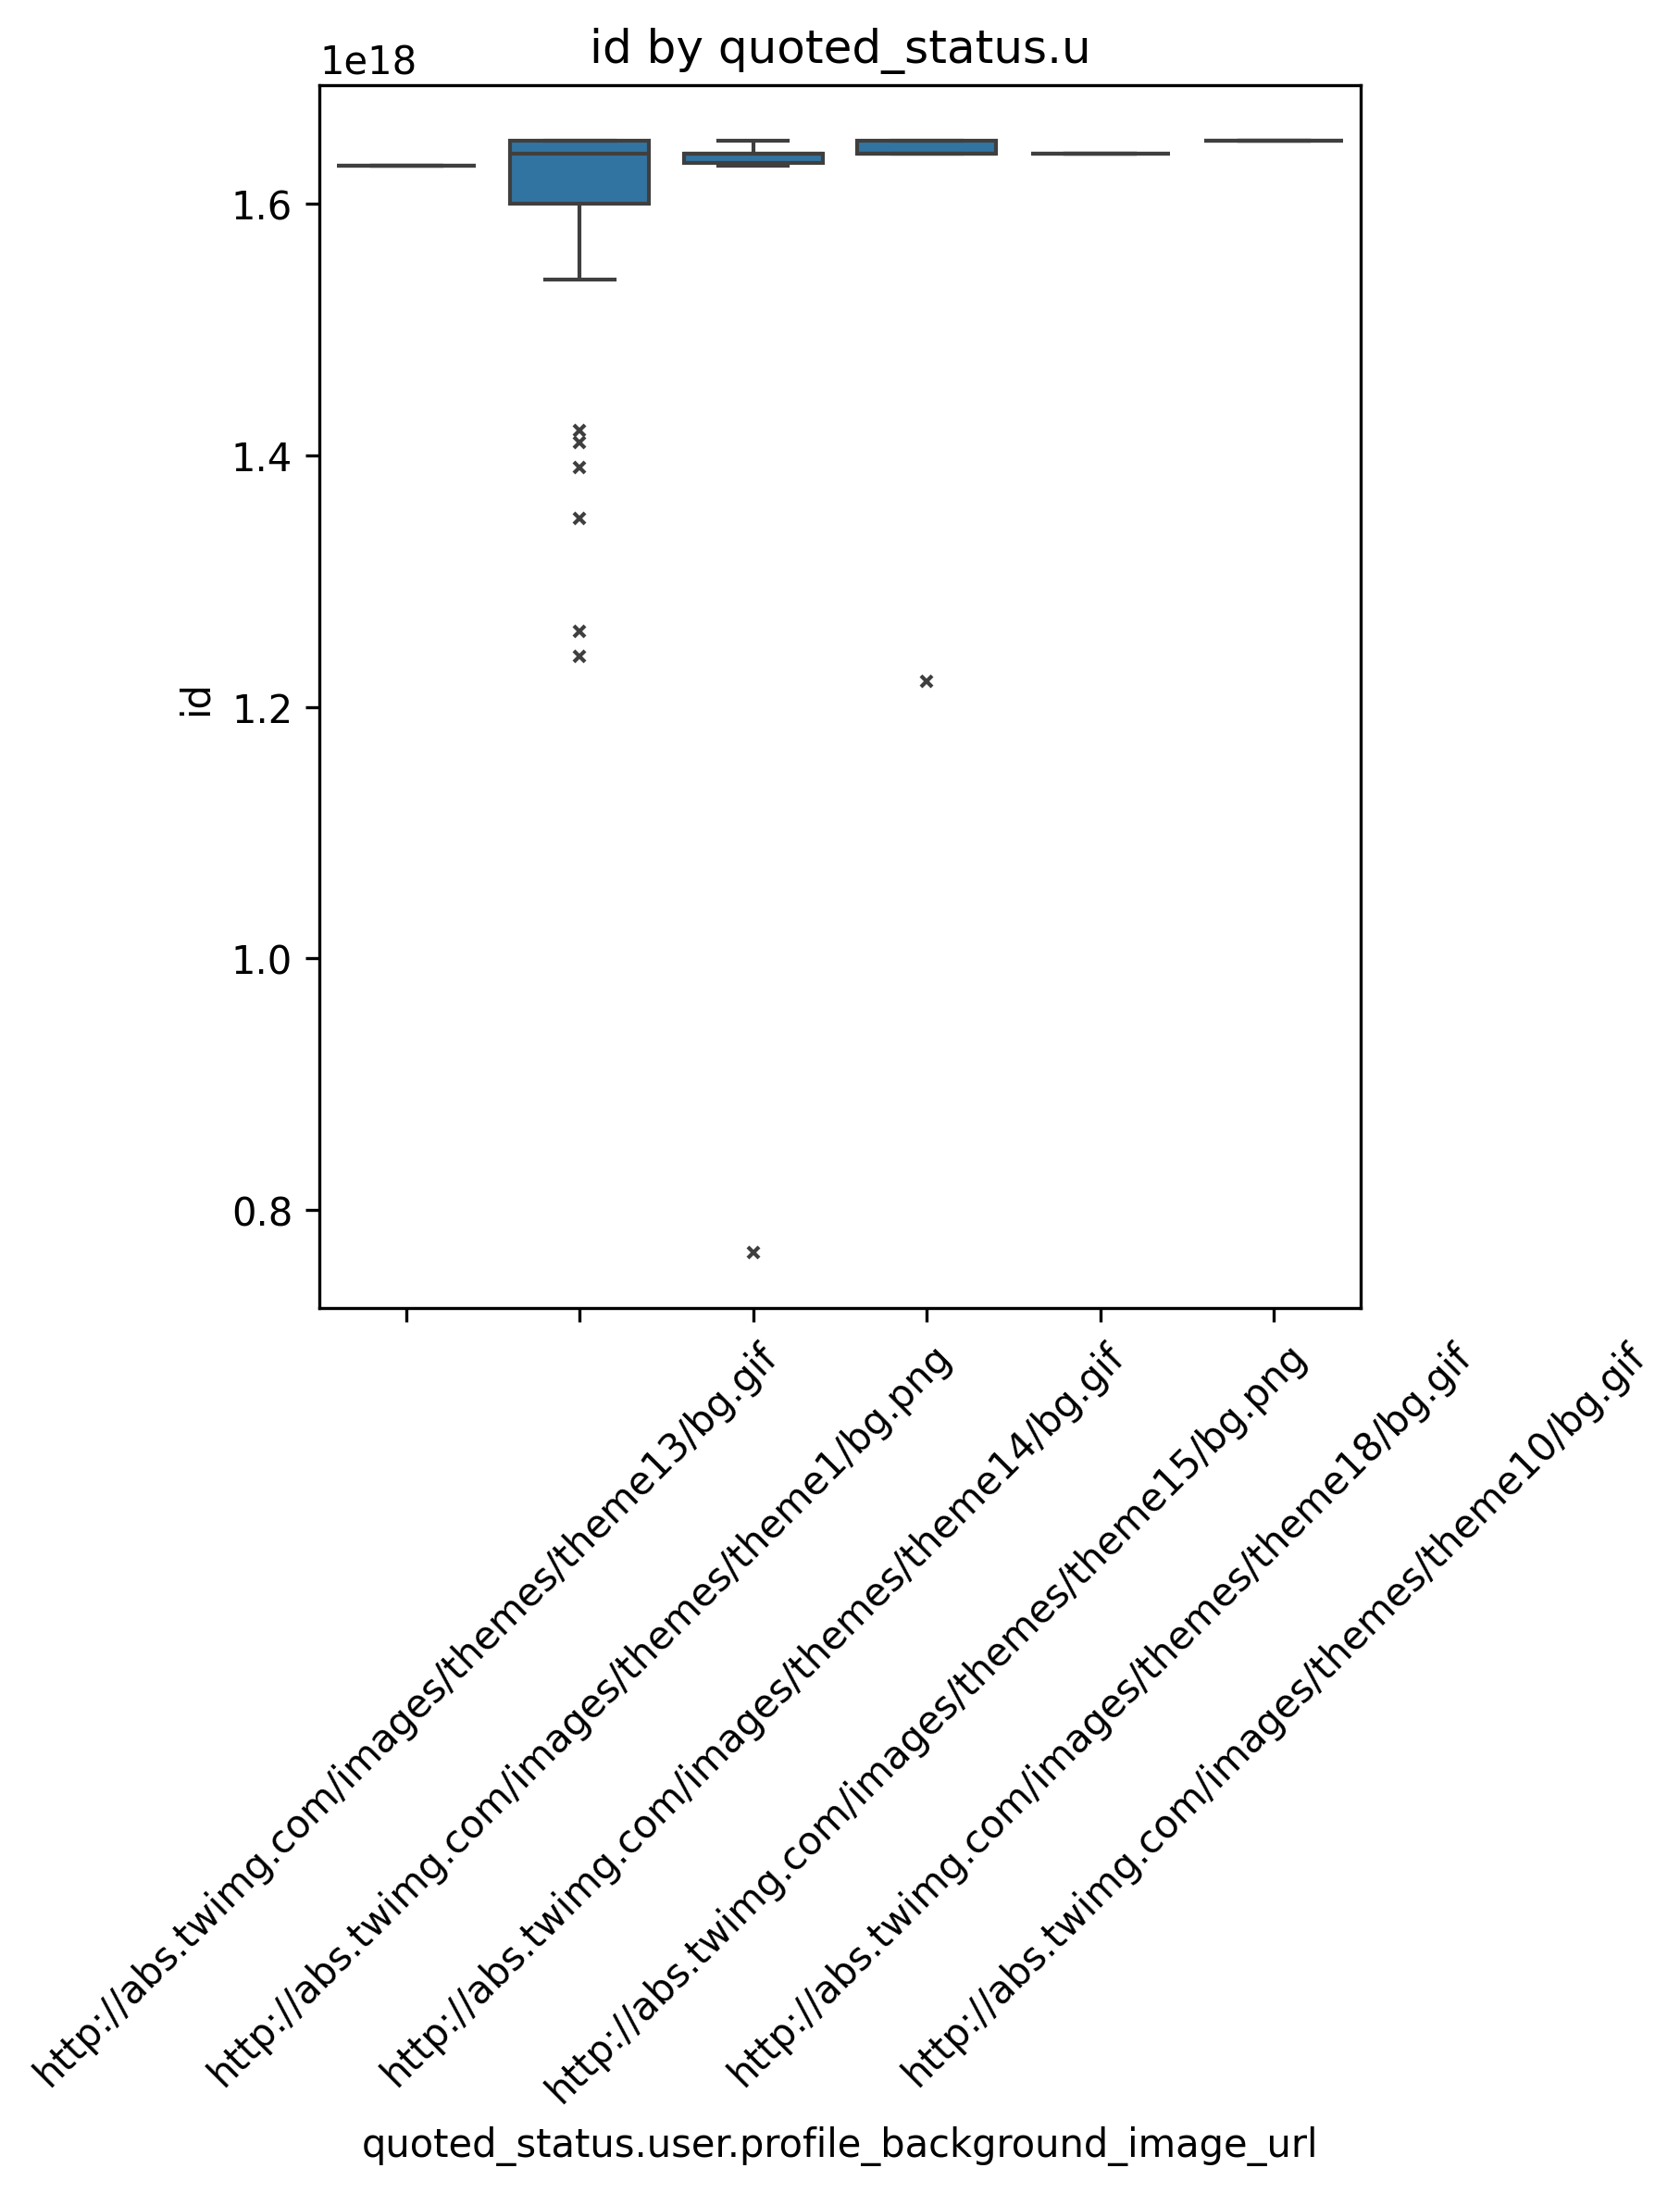 id by quoted_status.u
1e18
1.6
1.4
1.2
1.0
0.8
id
http://abs.twimg.com/images/themes/theme13/bg.gif
http://abs.twimg.com/images/themes/theme1/bg.png
http://abs.twimg.com/images/themes/theme14/bg.gif
http://abs.twimg.com/images/themes/theme15/bg.png
http://abs.twimg.com/images/themes/theme18/bg.gif
http://abs.twimg.com/images/themes/theme10/bg.gif
quoted_status.user.profile_background_image_url